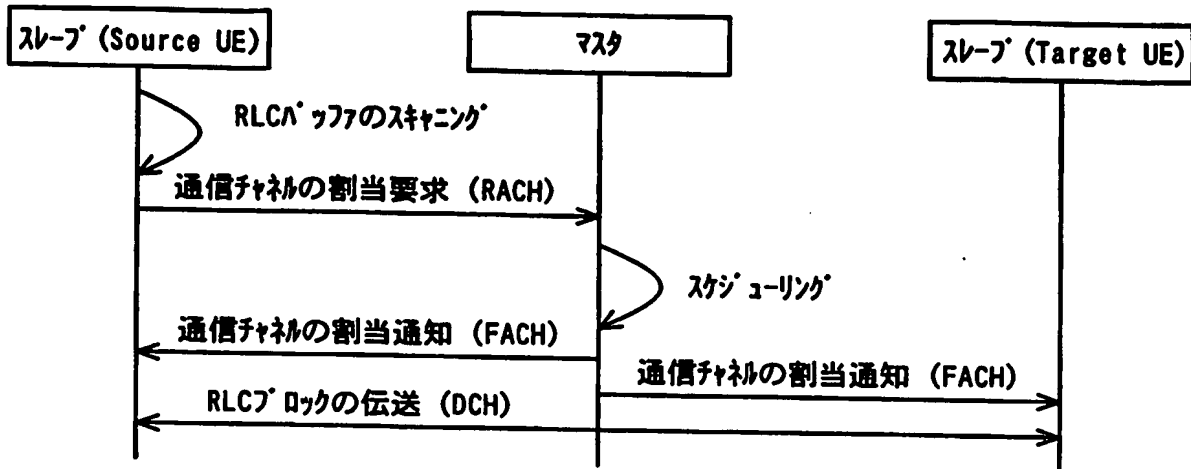 ｽﾚｰﾌﾞ (Source UE)
ﾏｽﾀ
ｽﾚｰﾌﾞ (Target UE)
RLCﾊﾞｯﾌｧのｽｷｬﾆﾝｸﾞ
通信ﾁｬﾈﾙの割当要求 (RACH)
ｽｹｼﾞｭｰﾘﾝｸﾞ
通信ﾁｬﾈﾙの割当通知 (FACH)
通信ﾁｬﾈﾙの割当通知 (FACH)
RLCﾌﾞﾛｯｸの伝送 (DCH)